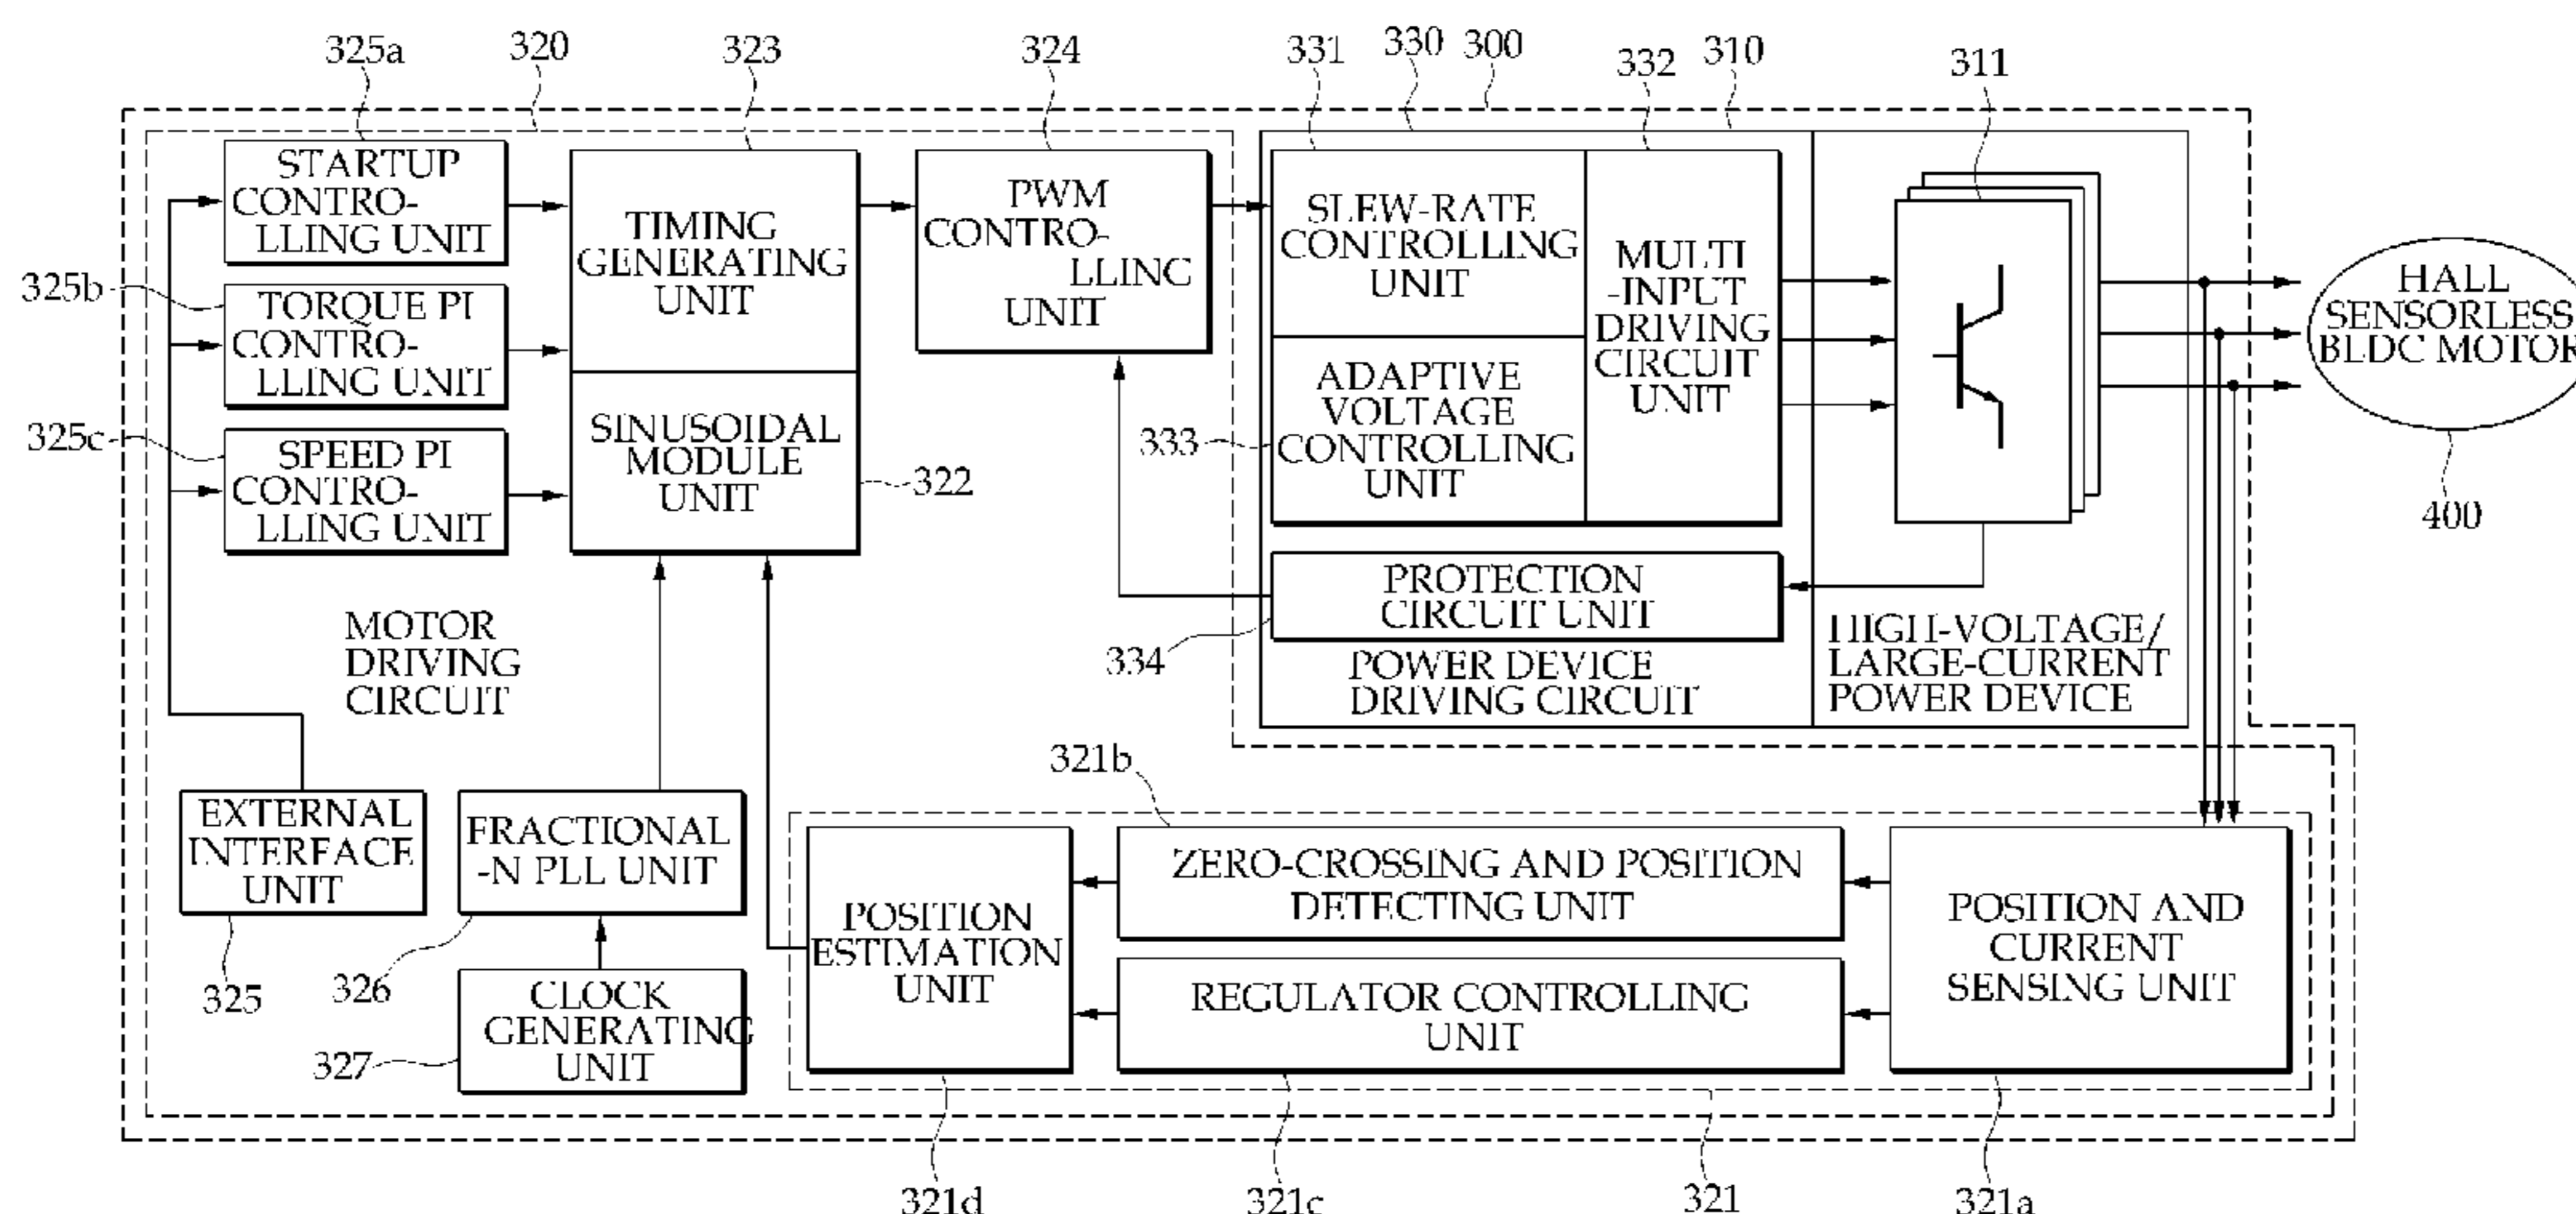 325a
320
323
324
331
330
300
332
310
311
STARTUP
CONTRO-
LLING UNIT
325b
TORQUE PI
CONTRO-
LLING UNIT
325c
SPEED PI
CONTRO-
LLING UNIT
TIMING
GENERATING
UNIT
SINUSOIDAL
MODULE
UNIT
322
PWM
CONTRO-
LLING
UNIT
SLEW-RATE
CONTROLLING
UNIT
MULTI
-INPUT
DRIVING
CIRCUIT
UNIT
ADAPTIVE
VOLTAGE
CONTROLLING
UNIT
333
HALL
SENSORLESS
BLDC MOTOR
400
PROTECTION
CIRCUIT UNIT
334
POWER DEVICE
DRIVING CIRCUIT
HIGH-VOLTAGE/
LARGE-CURRENT
POWER DEVICE
MOTOR
DRIVING
CIRCUIT
EXTERNAL
INTERFACE
UNIT
325
FRACTIONAL
-N PLL UNIT
326
CLOCK
GENERATING
UNIT
327
321b
POSITION
ESTIMATION
UNIT
ZERO-CROSSING AND POSITION
DETECTING UNIT
REGULATOR CONTROLLING
UNIT
POSITION AND
CURRENT
SENSING UNIT
321d
321c
321
321a